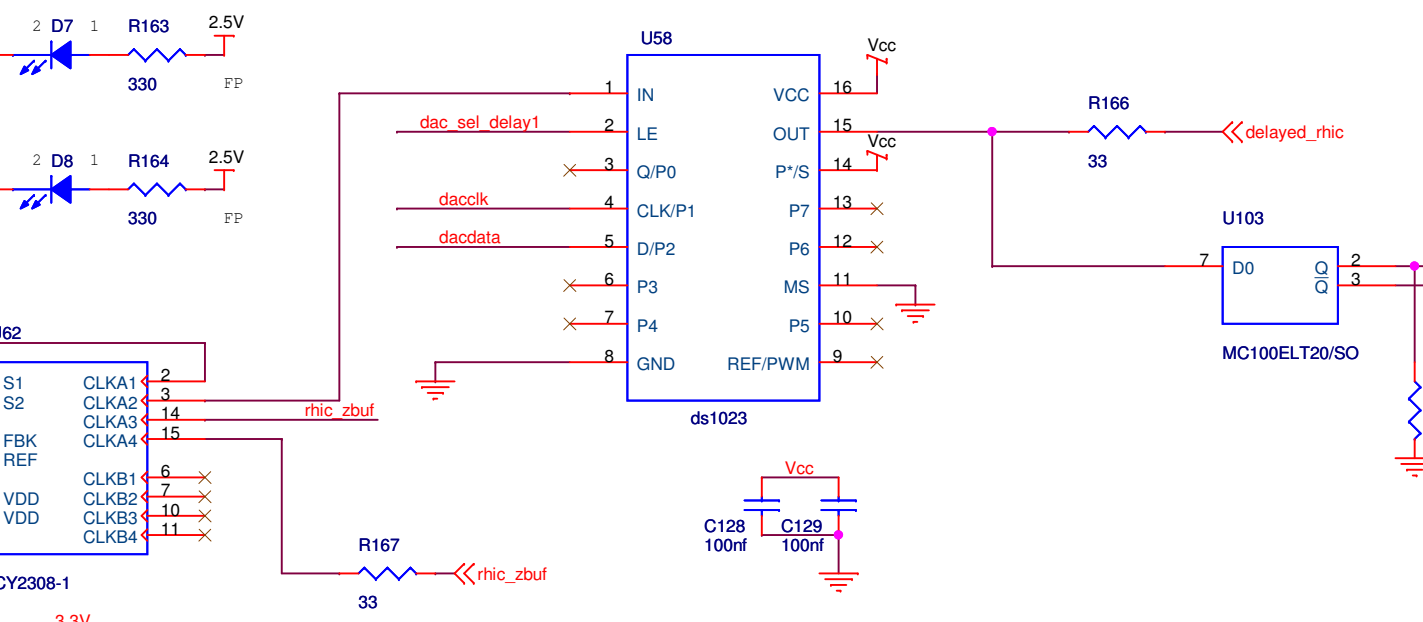 2 D7 1 R163 2.5V
330 FP
2 D8 1 R164 2.5V
330 FP
U58
Vcc
1 IN VCC 16
dac_sel_delay1 2 LE OUT 15
Vcc
3 Q/P0 P*/S 14
dacclk 4 CLK/P1 P7 13
dacdata 5 D/P2 P6 12
6 P3 MS 11
7 P4 P5 10
8 GND REF/PWM 9
ds1023
R166
delayed_rhic
33
U103
7 D0 Q 2
Q 3
MC100ELT20/SO
S1 CLKA1 2
S2 CLKA2 3
CLKA3 14 rhic_zbuf
FBK CLKA4 15
REF
CLKB1 6
VDD CLKB2 7
VDD CLKB3 10
CLKB4 11
CY2308-1
3.3V
Vcc
C128 C129
100nf 100nf
R167
rhic_zbuf
33